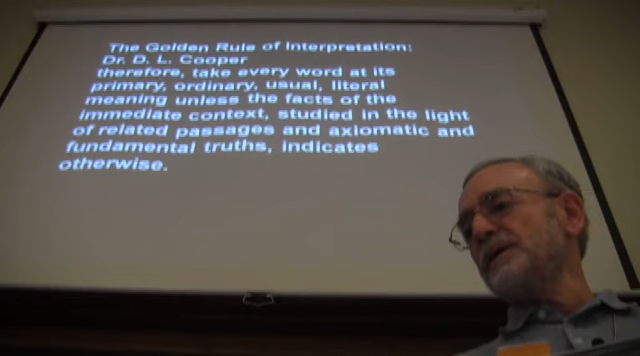 The Golden Rule of Interpretation:
Dr. D. L. Cooper
therefore, take every word at its
primary, ordinary, usual, literal
meaning unless the facts of the
immediate context, studied in the light
of related passages and axiomatic and
fundamental truths, indicates
otherwise.